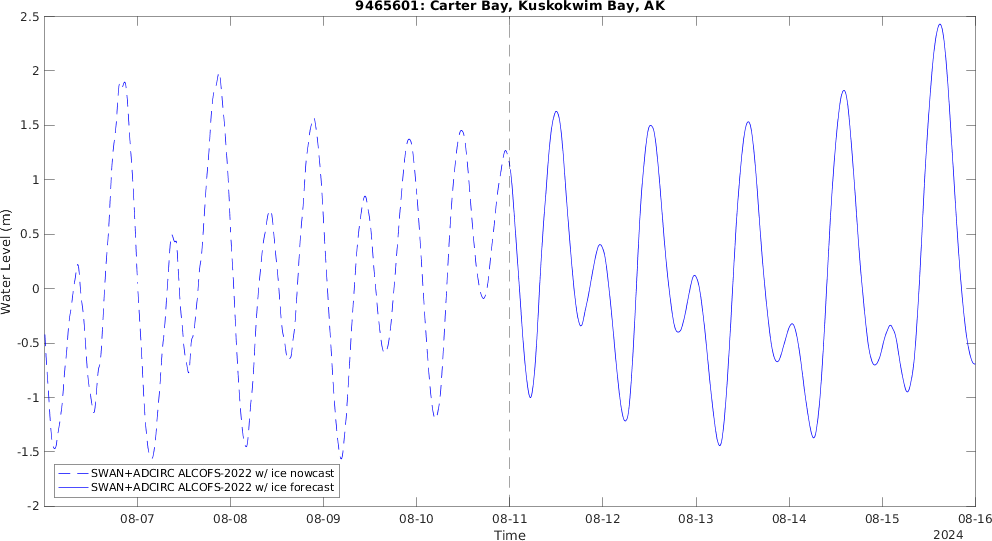 9465601: Carter Bay, Kuskokwim Bay, AK
2.5
2
1.5
1
0.5
0
-0.5
-1
-1.5
-2
Water Level (m)
SWAN+ADCIRC ALCOFS-2022 w/ ice nowcast
SWAN+ADCIRC ALCOFS-2022 w/ ice forecast
08-07 08-08 08-09 08-10 08-11 08-12 08-13 08-14 08-15 08-16
Time
2024